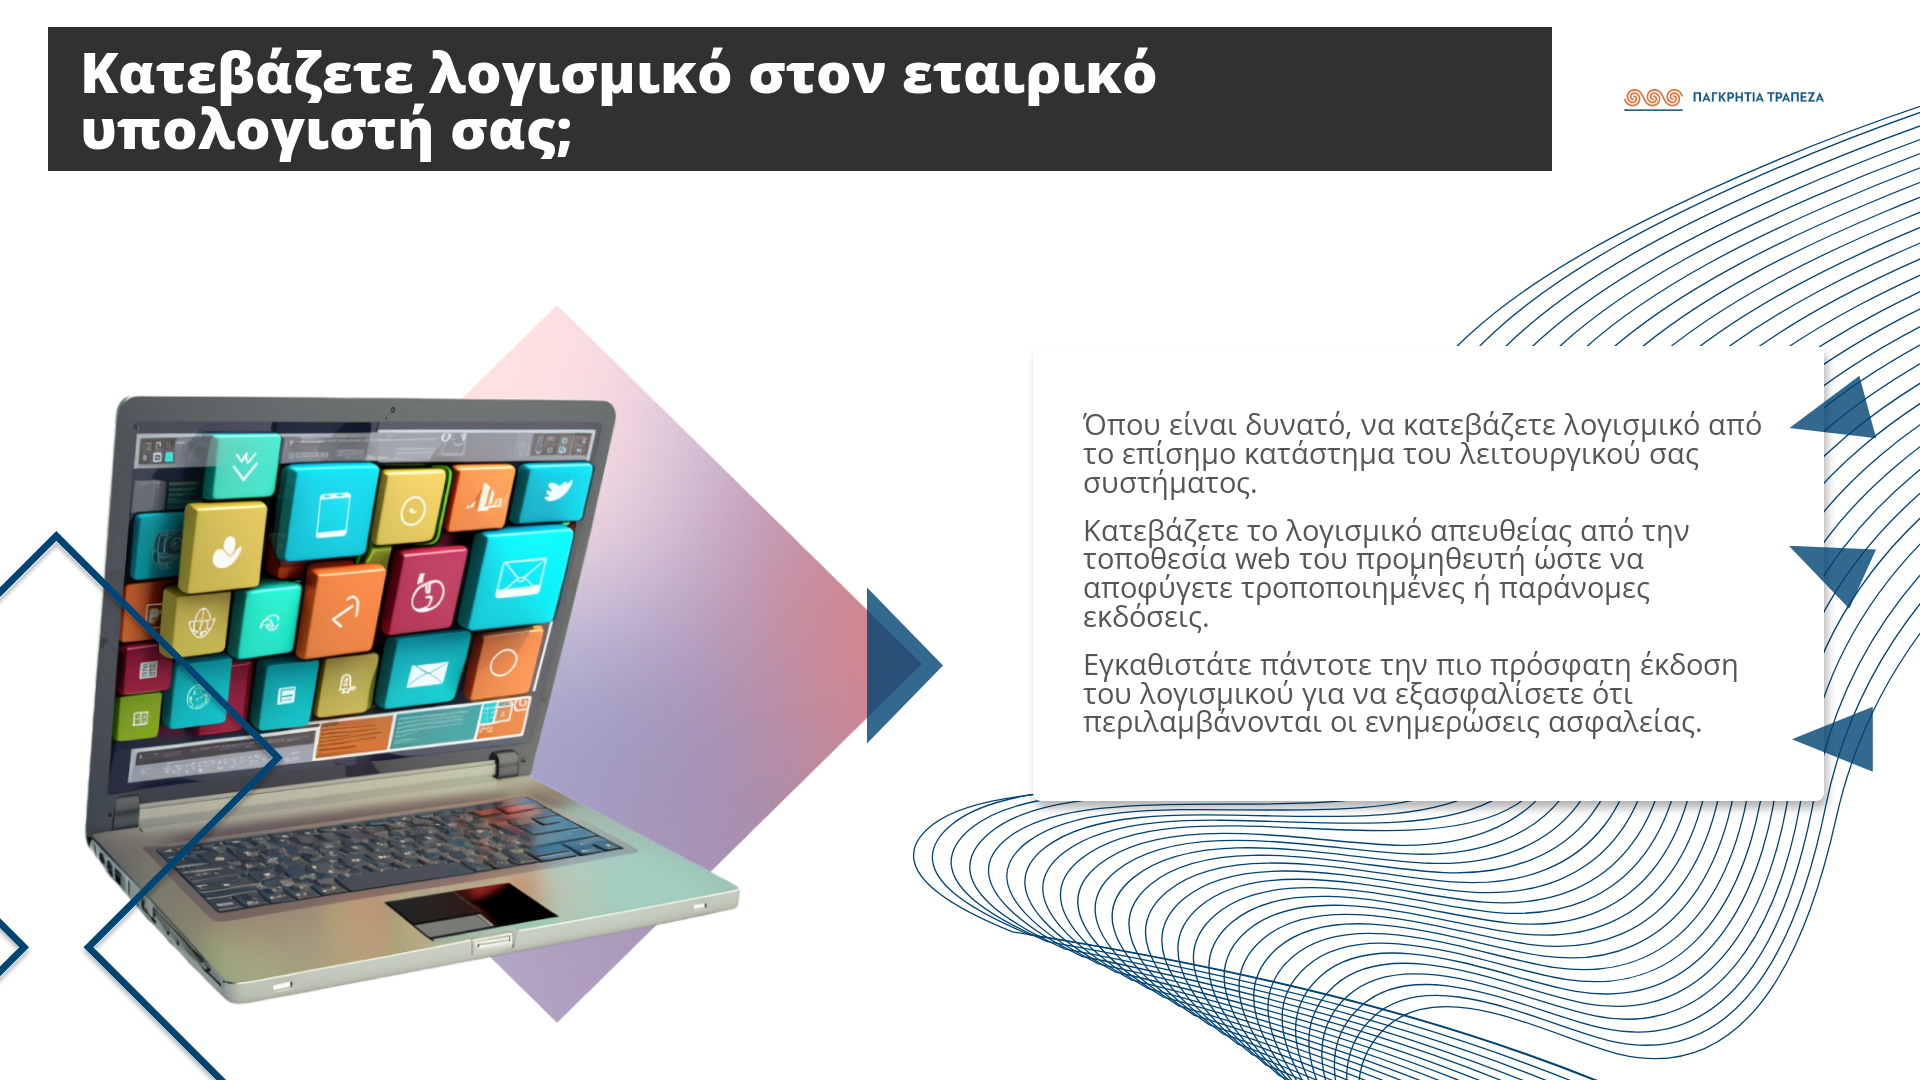 Κατεβάζετε λογισμικό στον εταιρικό
υπολογιστή σας;
ΠΑΓΚΡΗΤΙΑ ΤΡΑΠΕΖΑ
Όπου είναι δυνατό, να κατεβάζετε λογισμικό από
το επίσημο κατάστημα του λειτουργικού σας
συστήματος.
Κατεβάζετε το λογισμικό απευθείας από την
τοποθεσία web του προμηθευτή ώστε να
αποφύγετε τροποποιημένες ή παράνομες
εκδόσεις.
Εγκαθιστάτε πάντοτε την πιο πρόσφατη έκδοση
του λογισμικού για να εξασφαλίσετε ότι
περιλαμβάνονται οι ενημερώσεις ασφαλείας.